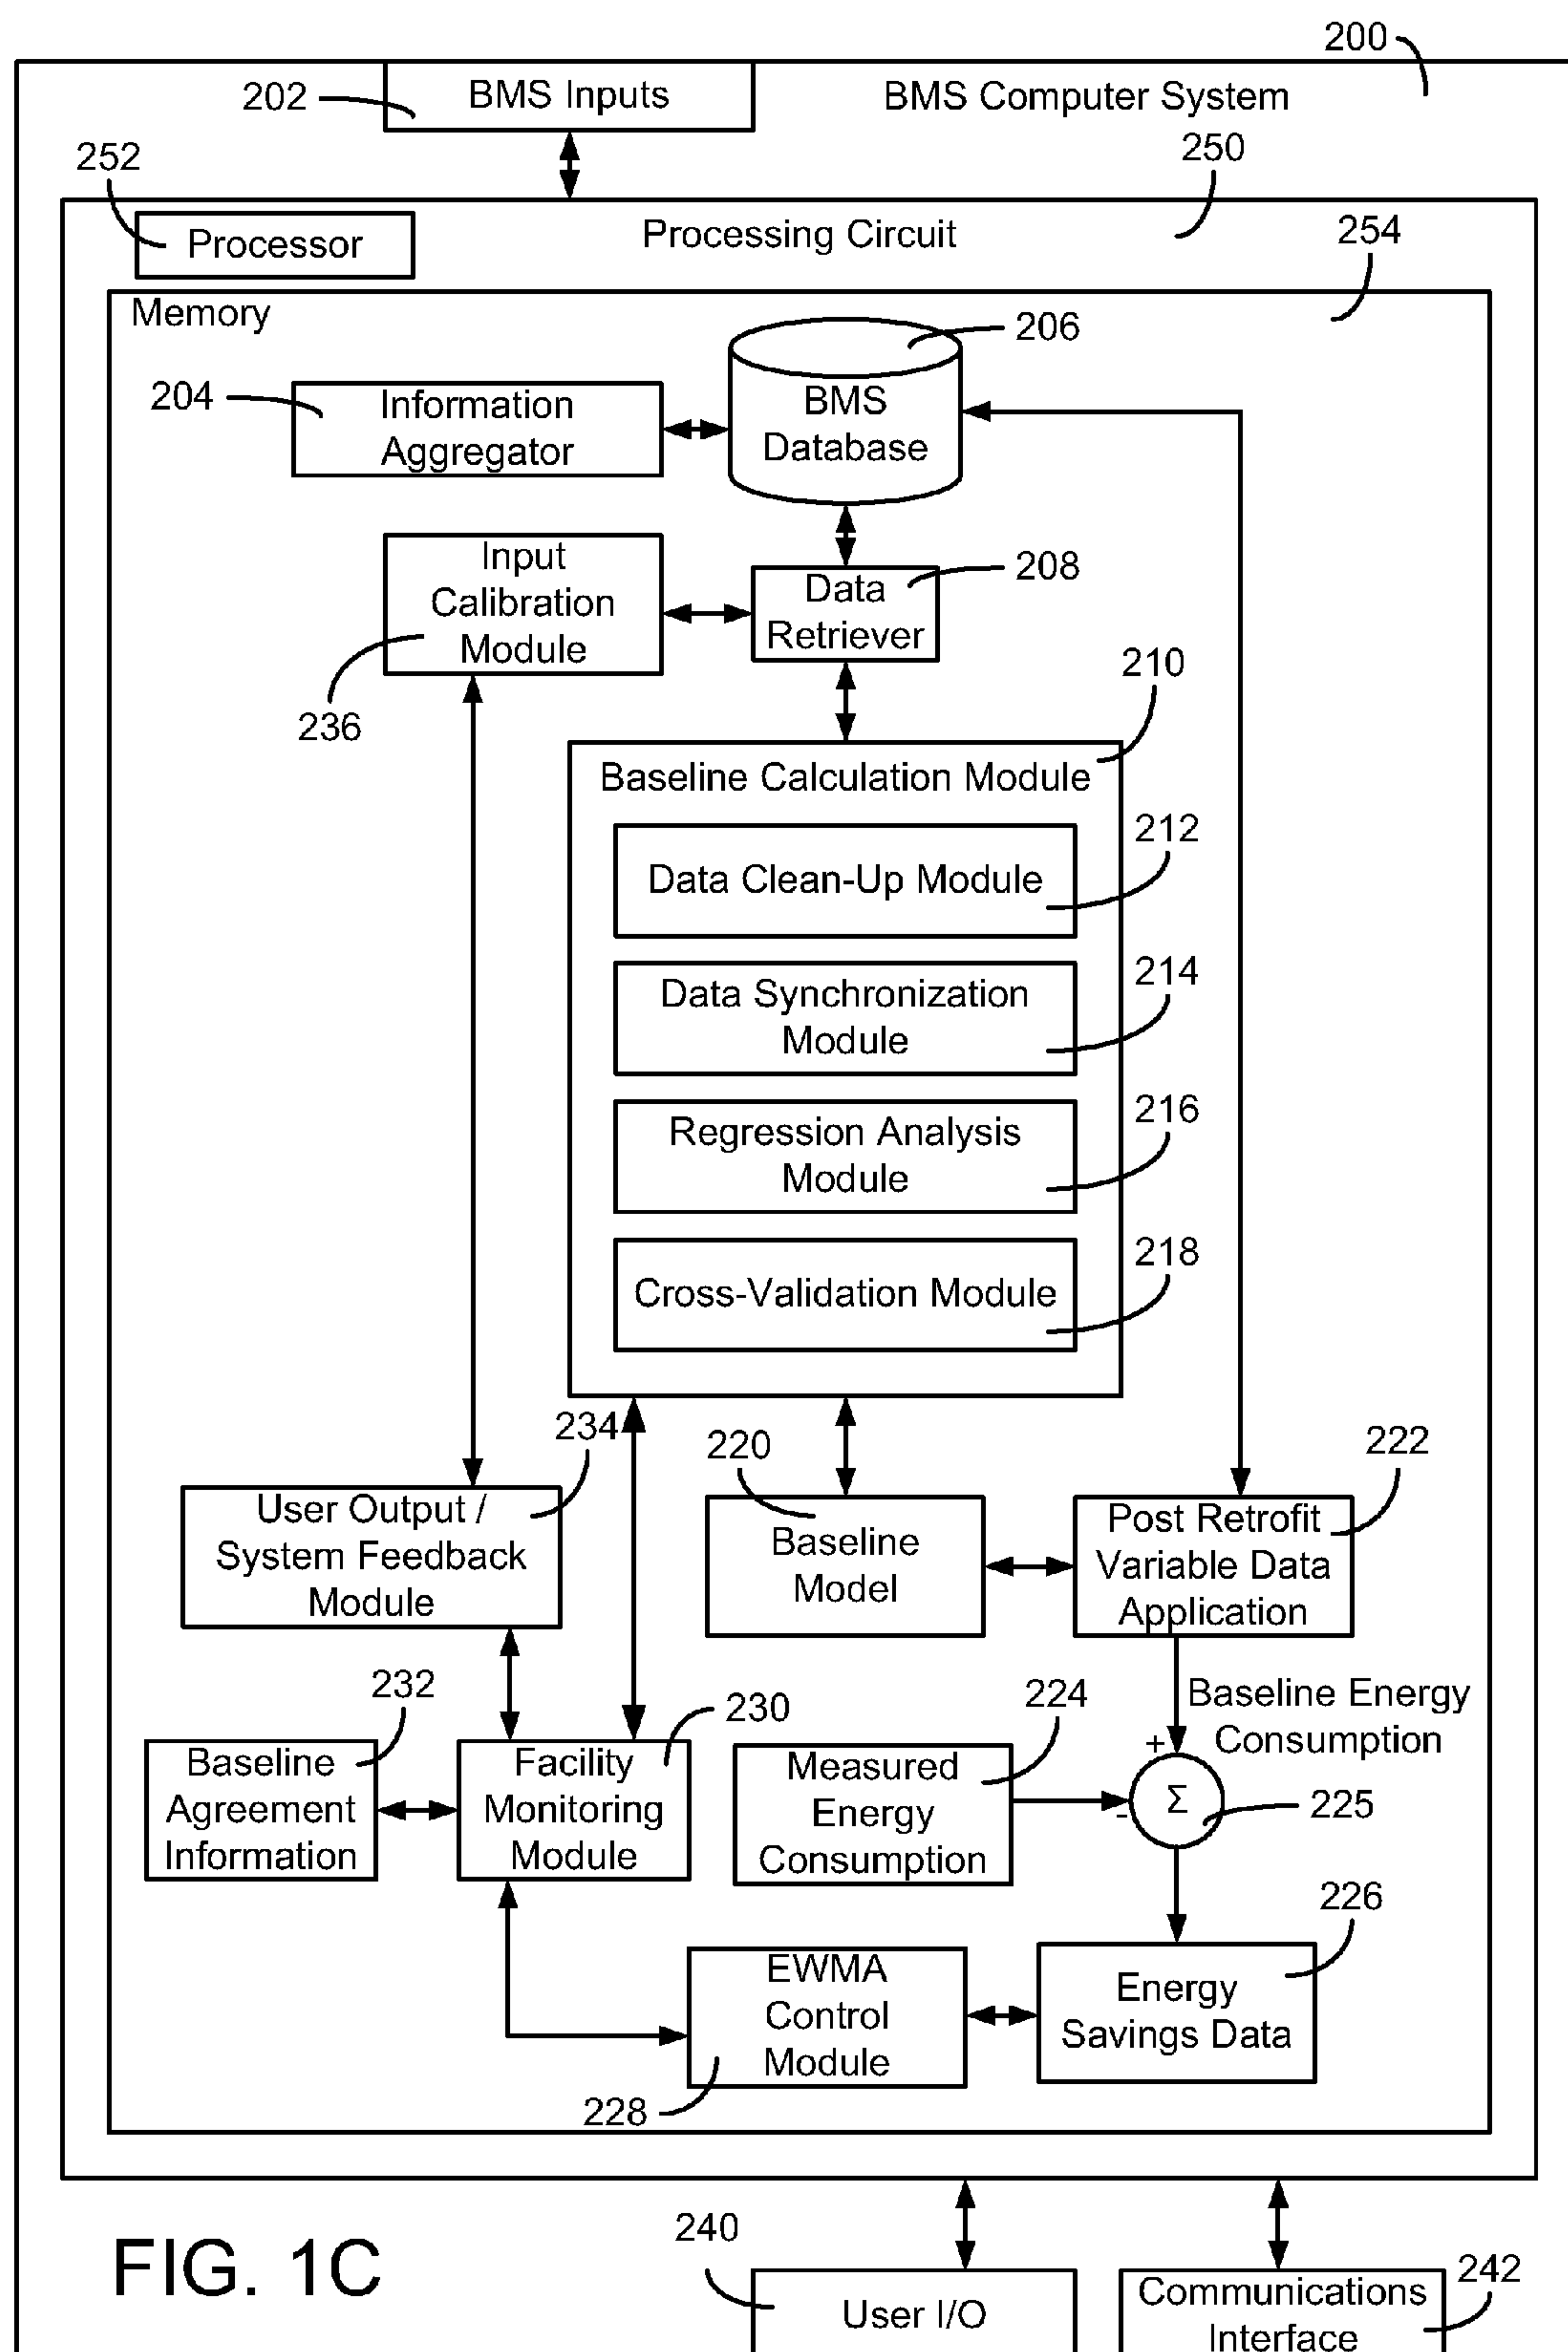 200
202
BMS Inputs
BMS Computer System
252
250
Processor
Processing Circuit
254
Memory
206
204
Information
Aggregator
BMS
Database
Input
Calibration
Module
Data
Retriever
208
236
210
Baseline Calculation Module
212
Data Clean-Up Module
214
Data Synchronization
Module
216
Regression Analysis
Module
218
Cross-Validation Module
234
220
222
User Output /
System Feedback
Module
Baseline
Model
Post Retrofit
Variable Data
Application
232
230
224
Baseline Energy
Consumption
Baseline
Agreement
Information
Facility
Monitoring
Module
Measured
Energy
Consumption
+
-
Σ
225
226
EWMA
Control
Module
Energy
Savings Data
228
FIG. 1C
240
User I/O
242
Communications
Interface